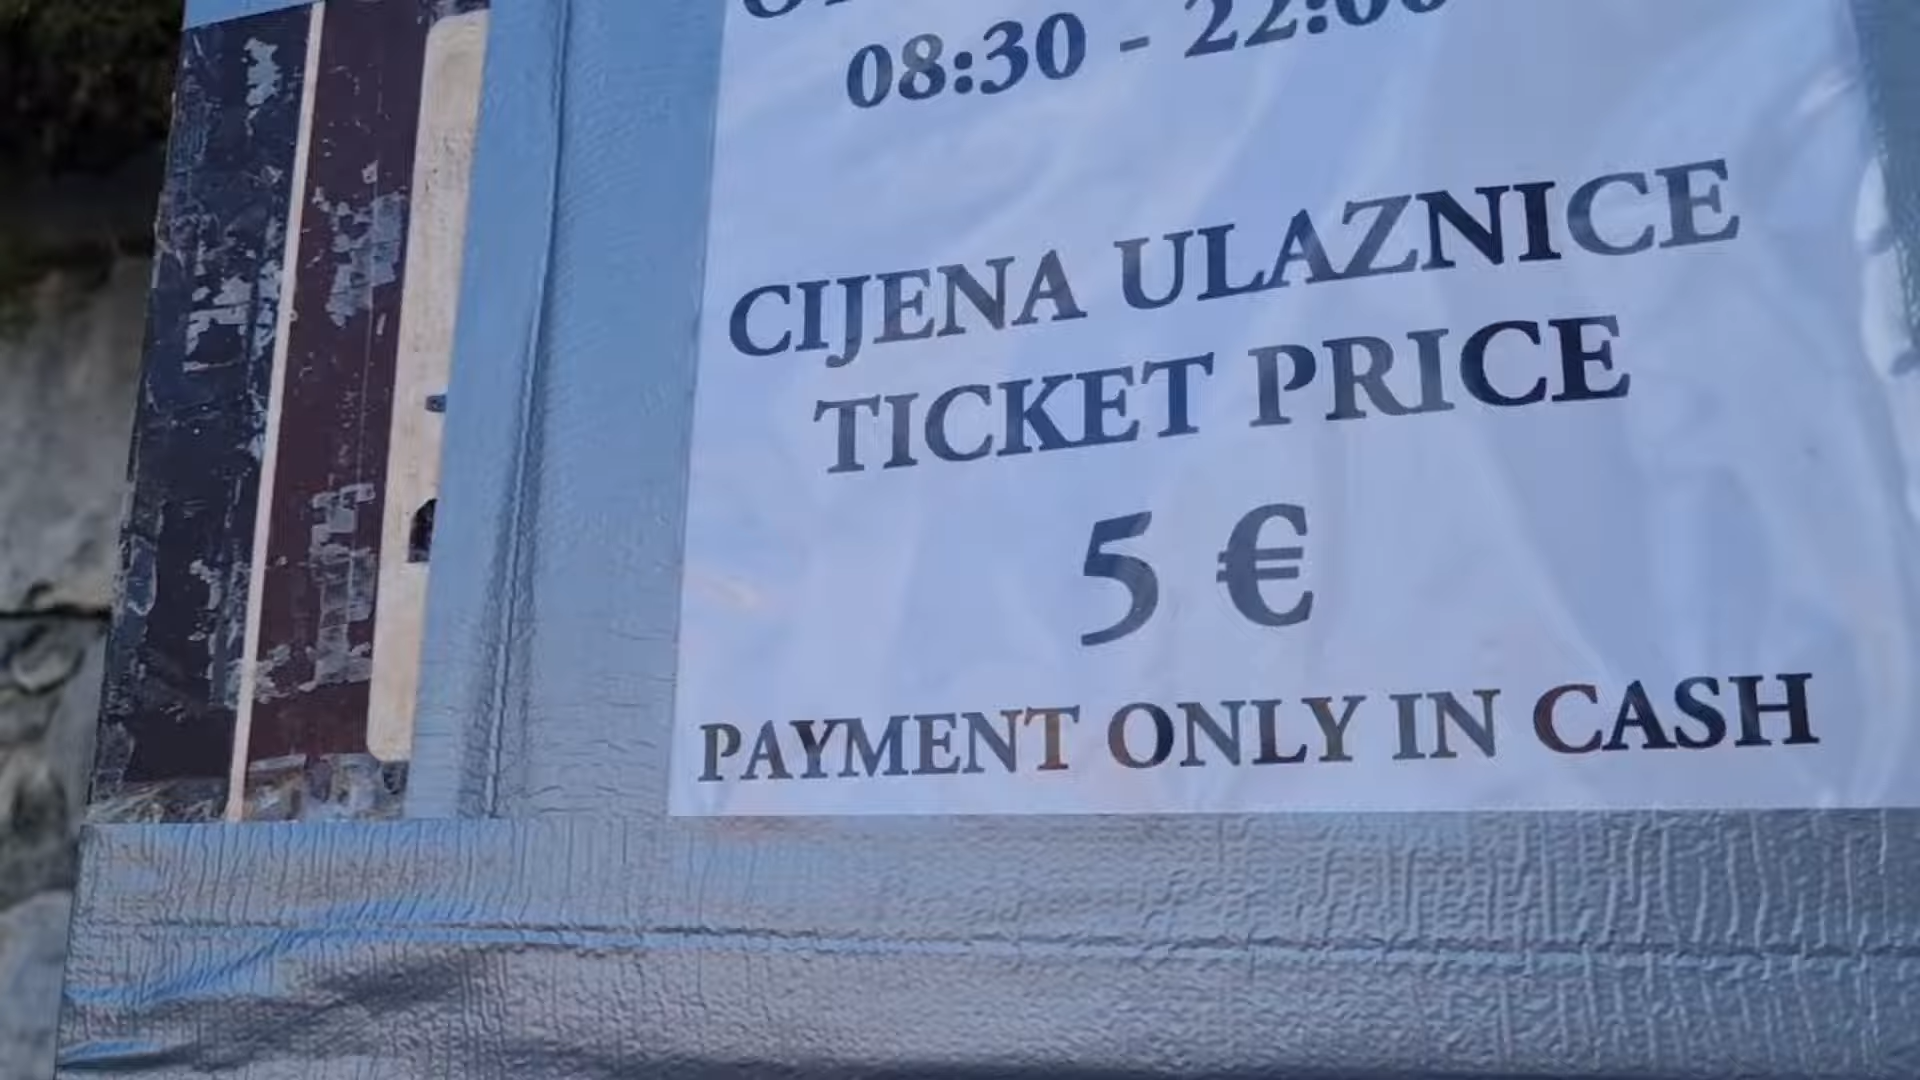 08:30 - 22:00
CIJENA ULAZNICE
TICKET PRICE
5 €
PAYMENT ONLY IN CASH